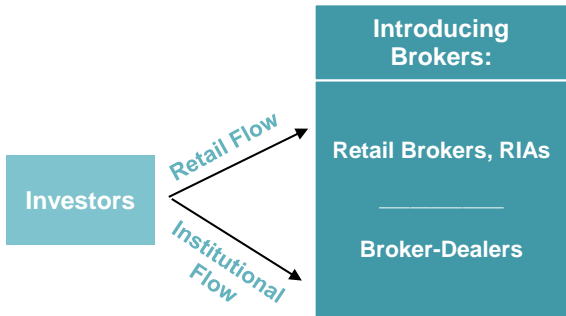 Introducing
Brokers:
Retail Flow
Retail Brokers, RIAs
Investors
Institutional
Flow
Broker-Dealers